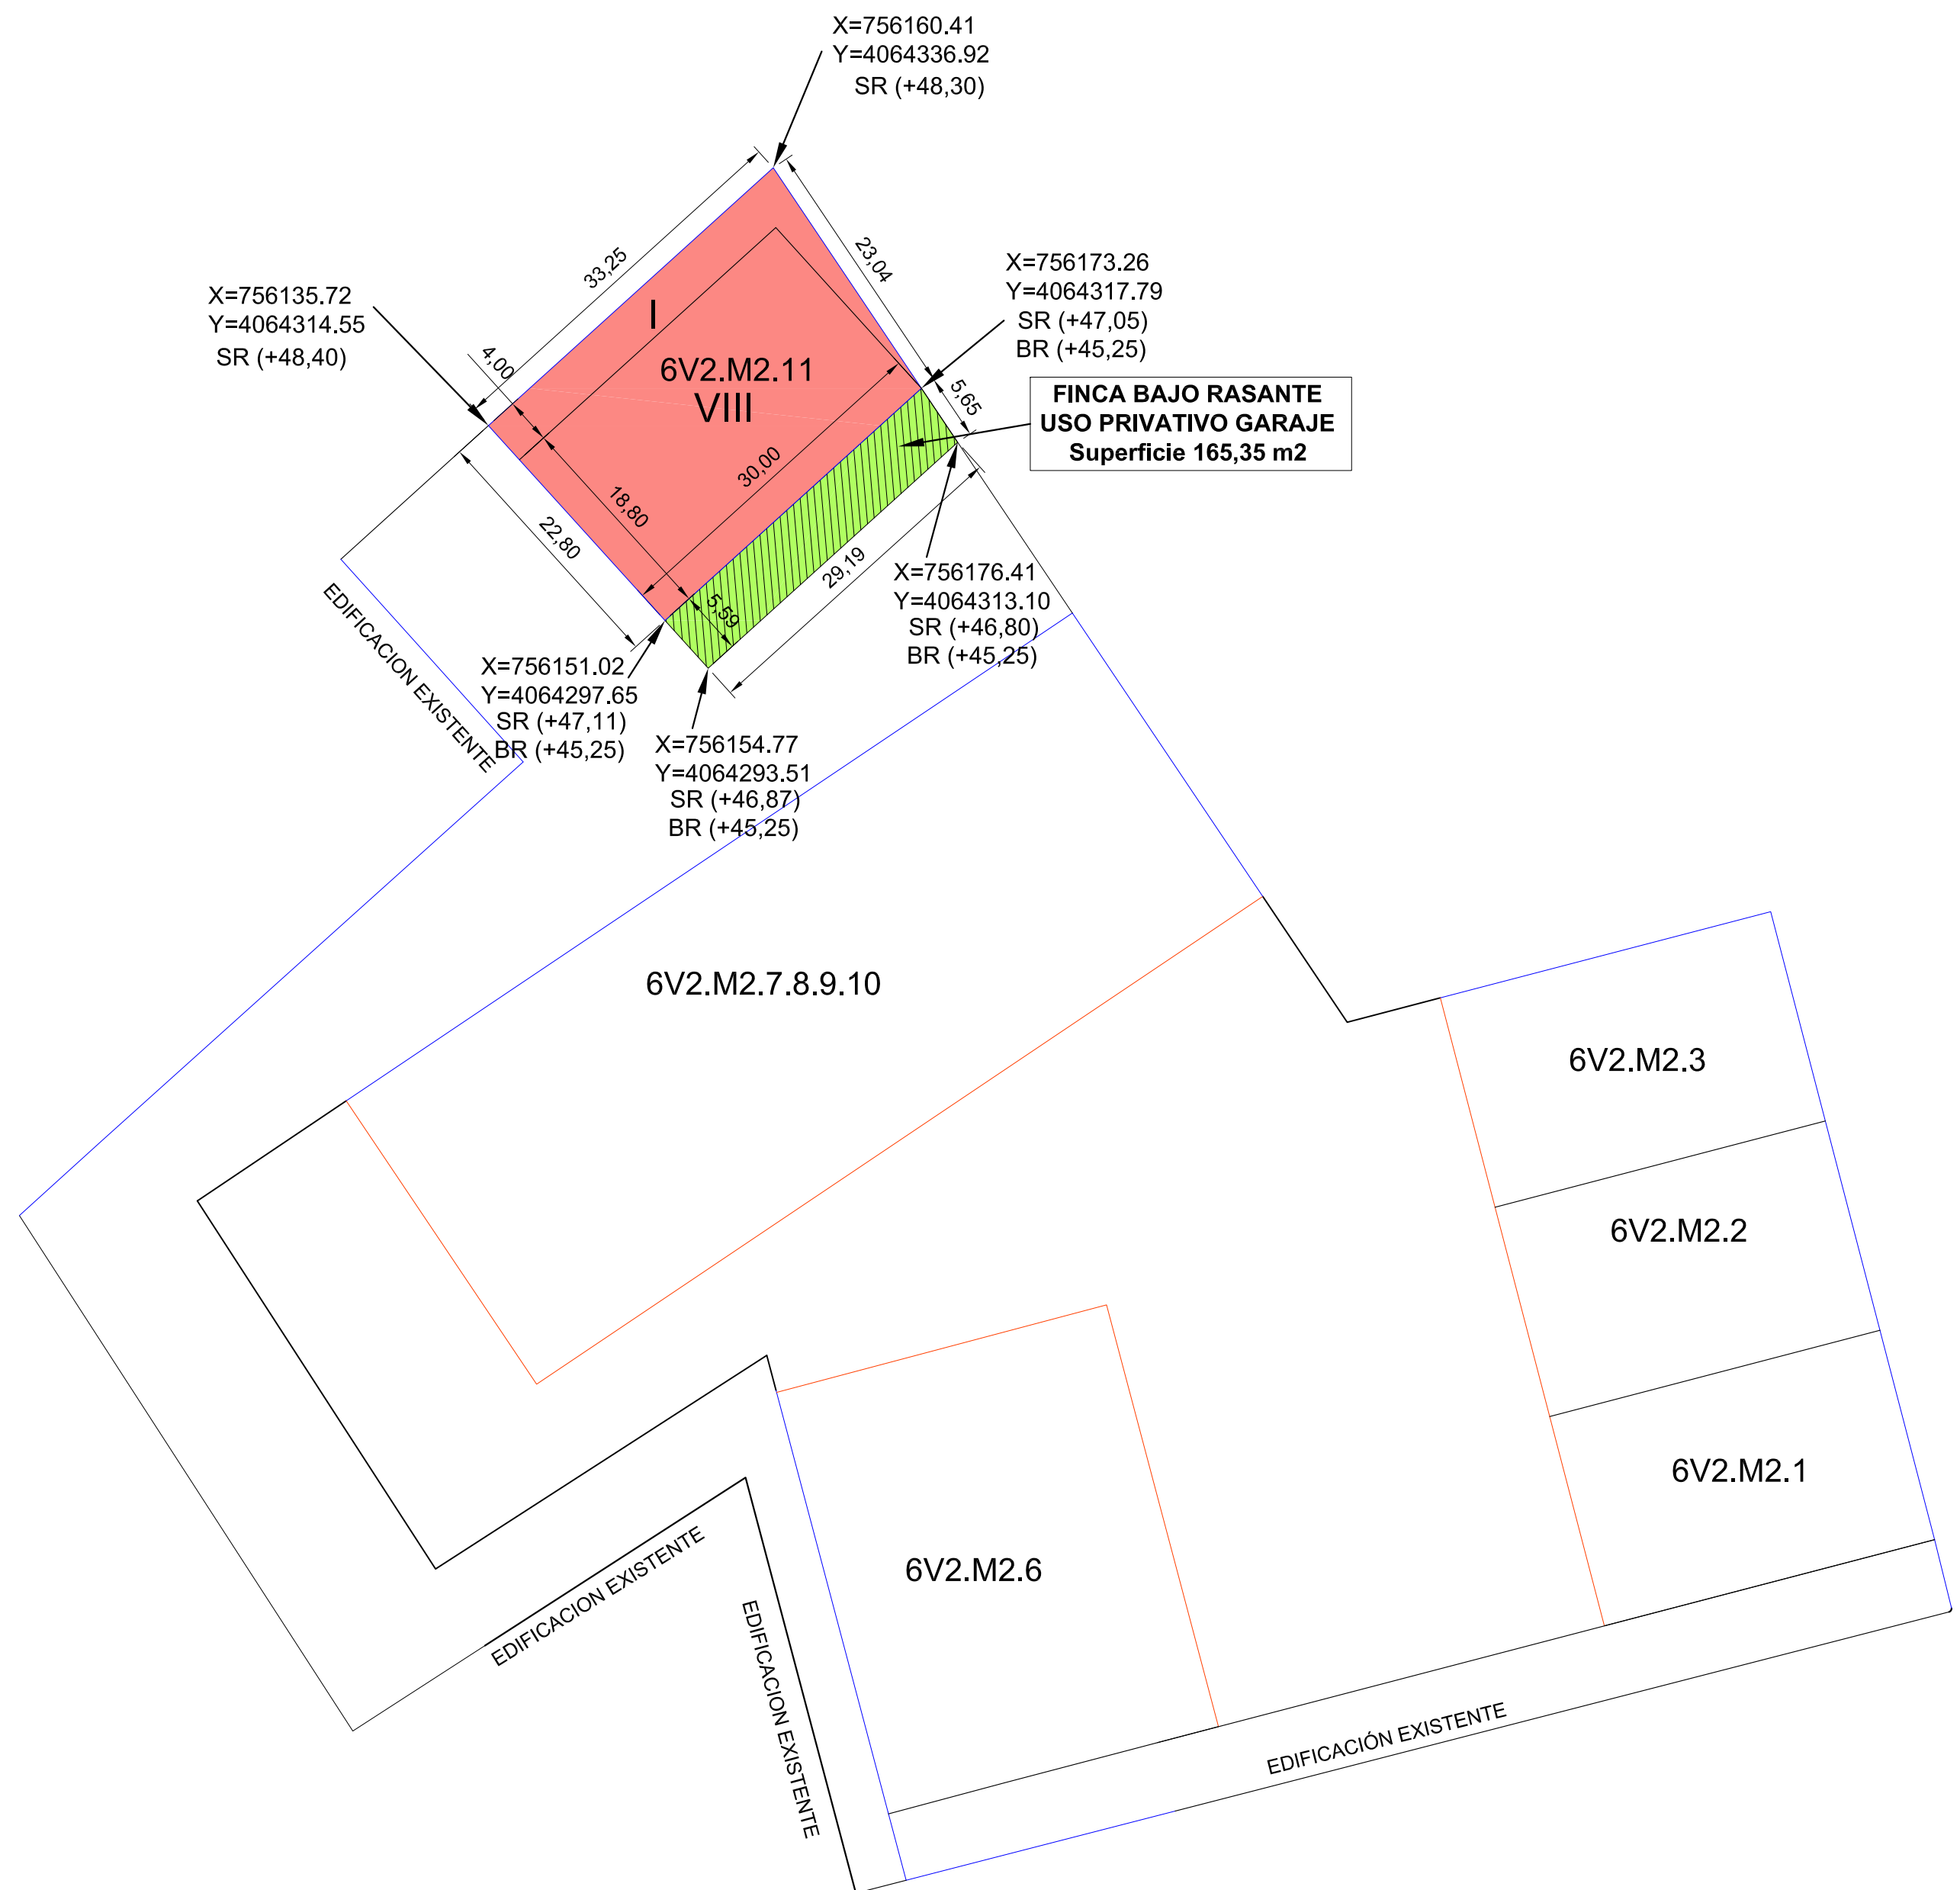 X=756160.41
Y=4064336.92
SR (+48,30)
33,25
23,04
X=756135.72
Y=4064314.55
SR (+48,40)
X=756173.26
Y=4064317.79
SR (+47,05)
BR (+45,25)
I
4,00
6V2.M2.11
VIII
5,65
FINCA BAJO RASANTE
USO PRIVATIVO GARAJE
Superficie 165,35 m2
30,00
18,80
22,80
29,19
5,59
X=756176.41
Y=4064313.10
SR (+46,80)
BR (+45,25)
EDIFICACION EXISTENTE
X=756151.02
Y=4064297.65
SR (+47,11)
BR (+45,25)
X=756154.77
Y=4064293.51
SR (+46,87)
BR (+45,25)
6V2.M2.7.8.9.10
6V2.M2.3
6V2.M2.2
6V2.M2.1
6V2.M2.6
EDIFICACION EXISTENTE
EDIFICACION EXISTENTE
EDIFICACIÓN EXISTENTE